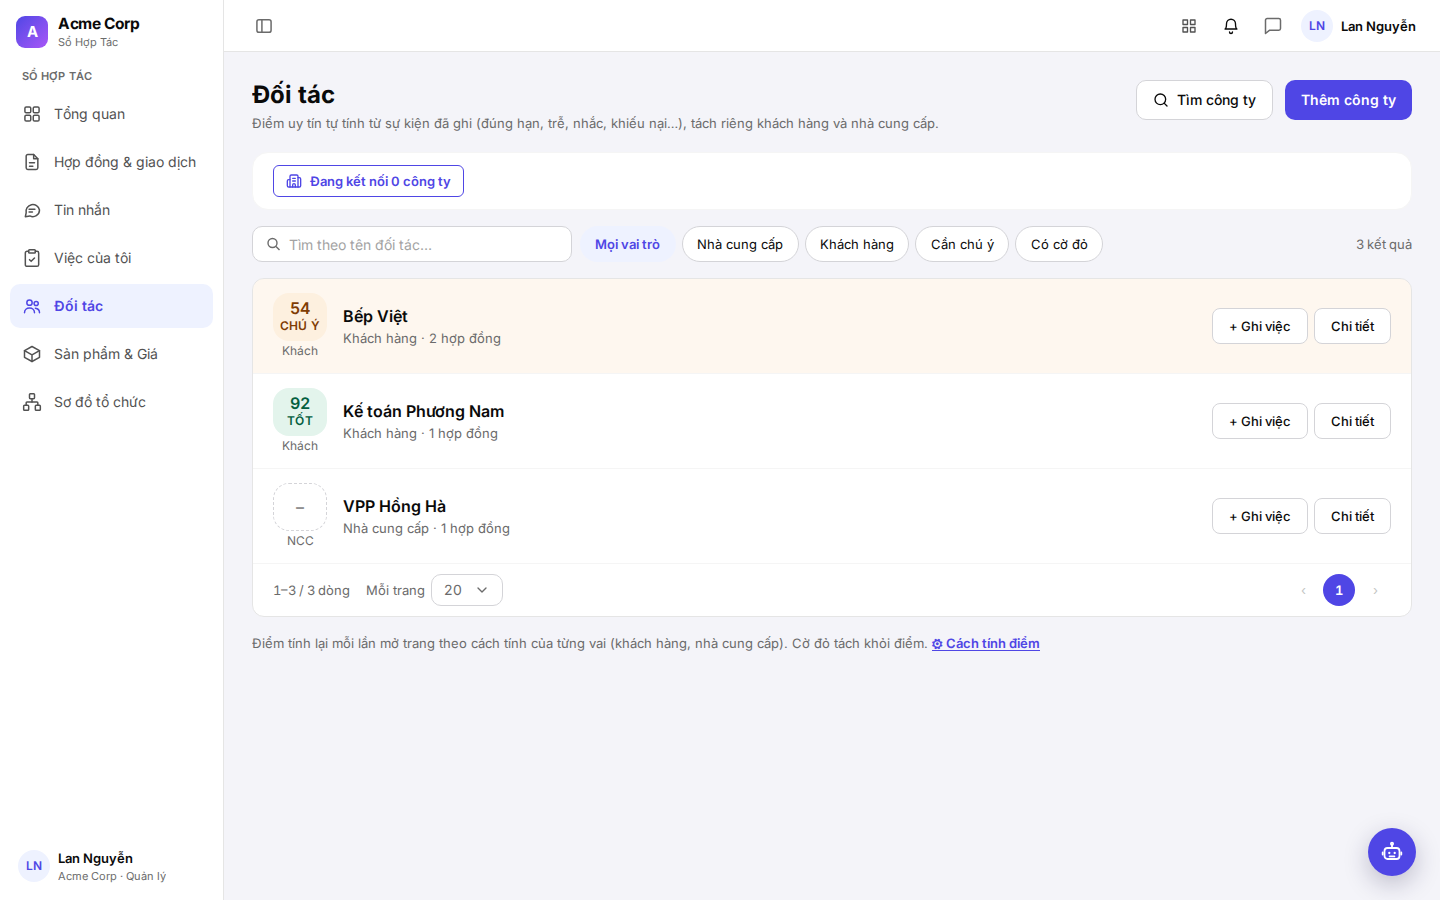 A
Acme Corp
Sổ Hợp Tác
SỔ HỢP TÁC
Tổng quan
Hợp đồng & giao dịch
Tin nhắn
Việc của tôi
Đối tác
Sản phẩm & Giá
Sơ đồ tổ chức
LN
Lan Nguyễn
Acme Corp · Quản lý
LN Lan Nguyễn
Đối tác
Điểm uy tín tự tính từ sự kiện đã ghi (đúng hạn, trễ, nhắc, khiếu nại...), tách riêng khách hàng và nhà cung cấp.
Tìm công ty
Thêm công ty
Đang kết nối 0 công ty
Tìm theo tên đối tác...
Mọi vai trò
Nhà cung cấp
Khách hàng
Cần chú ý
Có cờ đỏ
3 kết quả
54
CHÚ Ý
Khách
Bếp Việt
Khách hàng · 2 hợp đồng
+ Ghi việc
Chi tiết
92
TỐT
Khách
Kế toán Phương Nam
Khách hàng · 1 hợp đồng
+ Ghi việc
Chi tiết
–
NCC
VPP Hồng Hà
Nhà cung cấp · 1 hợp đồng
+ Ghi việc
Chi tiết
1–3 / 3 dòng
Mỗi trang
20
‹ 1 ›
Điểm tính lại mỗi lần mở trang theo cách tính của từng vai (khách hàng, nhà cung cấp). Cờ đỏ tách khỏi điểm. ⚙ Cách tính điểm